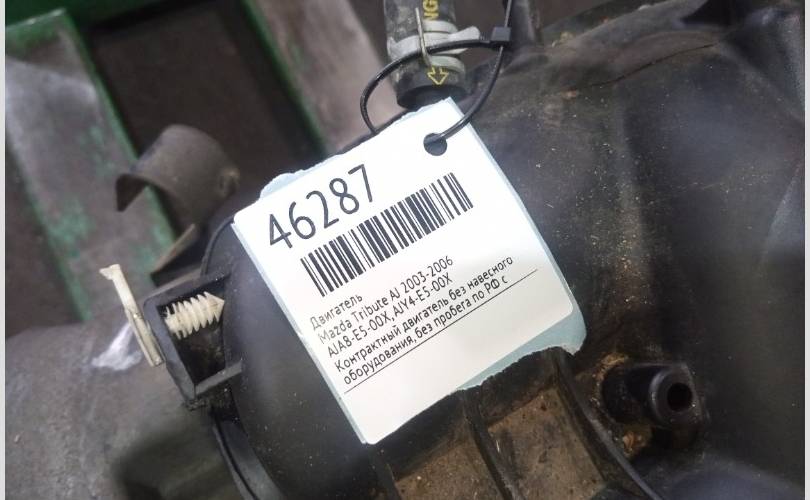 NG
46287
Двигатель
Mazda Tribute AJ 2003-2006
AJA8-E5-00X, AJY4-E5-00X
Контрактный двигатель без навесного
оборудования, без пробега по РФ с